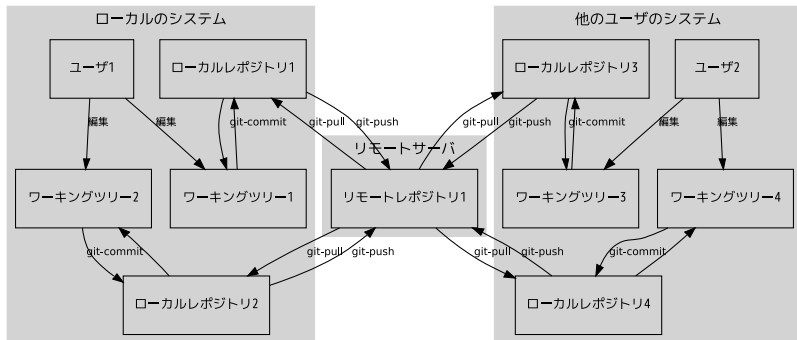 ローカルのシステム
他のユーザのシステム
ユーザ1
ローカルレポジトリ1
ローカルレポジトリ3
ユーザ2
編集
編集
git-commit
git-pull
git-push
git-pull
git-push
git-commit
編集
編集
リモートサーバ
ワーキングツリー2
ワーキングツリー1
リモートレポジトリ1
ワーキングツリー3
ワーキングツリー4
git-commit
git-pull
git-push
git-pull
git-push
git-commit
ローカルレポジトリ2
ローカルレポジトリ4